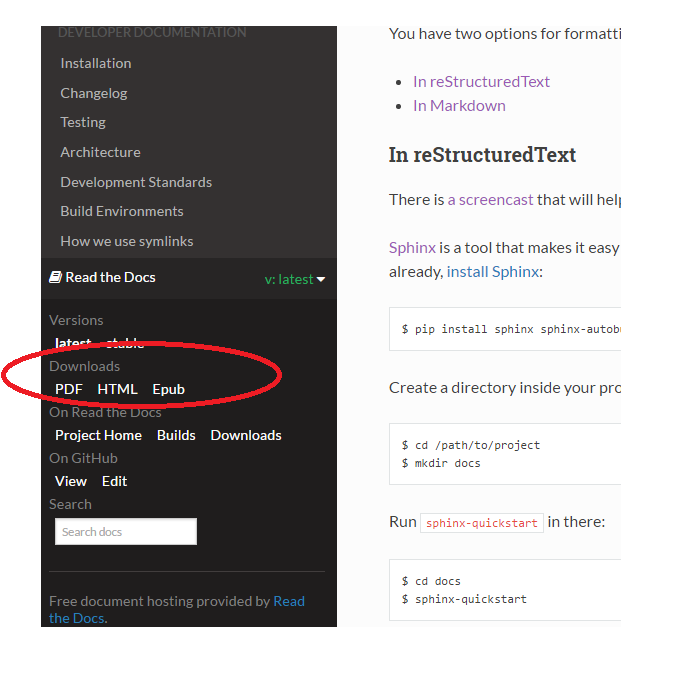 DEVELOPER DOCUMENTATION
Installation
Changelog
Testing
Architecture
Development Standards
Build Environments
How we use symlinks
Read the Docs v: latest
Versions
latest stable
Downloads
PDF HTML Epub
On Read the Docs
Project Home Builds Downloads
On GitHub
View Edit
Search
Search docs
Free document hosting provided by Read
the Docs.
You have two options for formatti
In reStructuredText
In Markdown
In reStructuredText
There is a screencast that will help
Sphinx is a tool that makes it easy
already, install Sphinx:
$ pip install sphinx sphinx-autobu
Create a directory inside your pro
$ cd /path/to/project
$ mkdir docs
Run sphinx-quickstart in there:
$ cd docs
$ sphinx-quickstart